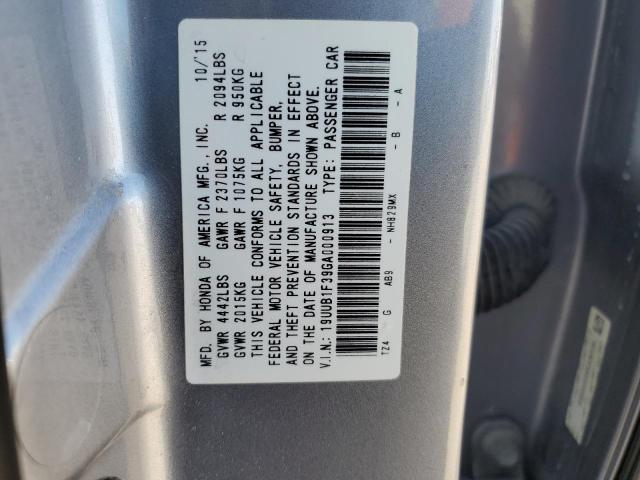 MFD. BY HONDA OF AMERICA MFG., INC. 10/'15
GVWR 4442LBS GAWR F 2370LBS R 2094LBS
GVWR 2015KG GAWR F 1075KG R 950KG
THIS VEHICLE CONFORMS TO ALL APPLICABLE
FEDERAL MOTOR VEHICLE SAFETY, BUMPER,
AND THEFT PREVENTION STANDARDS IN EFFECT
ON THE DATE OF MANUFACTURE SHOWN ABOVE.
V.I.N.: 19UUB1F39GA000913 TYPE: PASSENGER CAR
TZ4 G AB9 - NH829MX - B - A